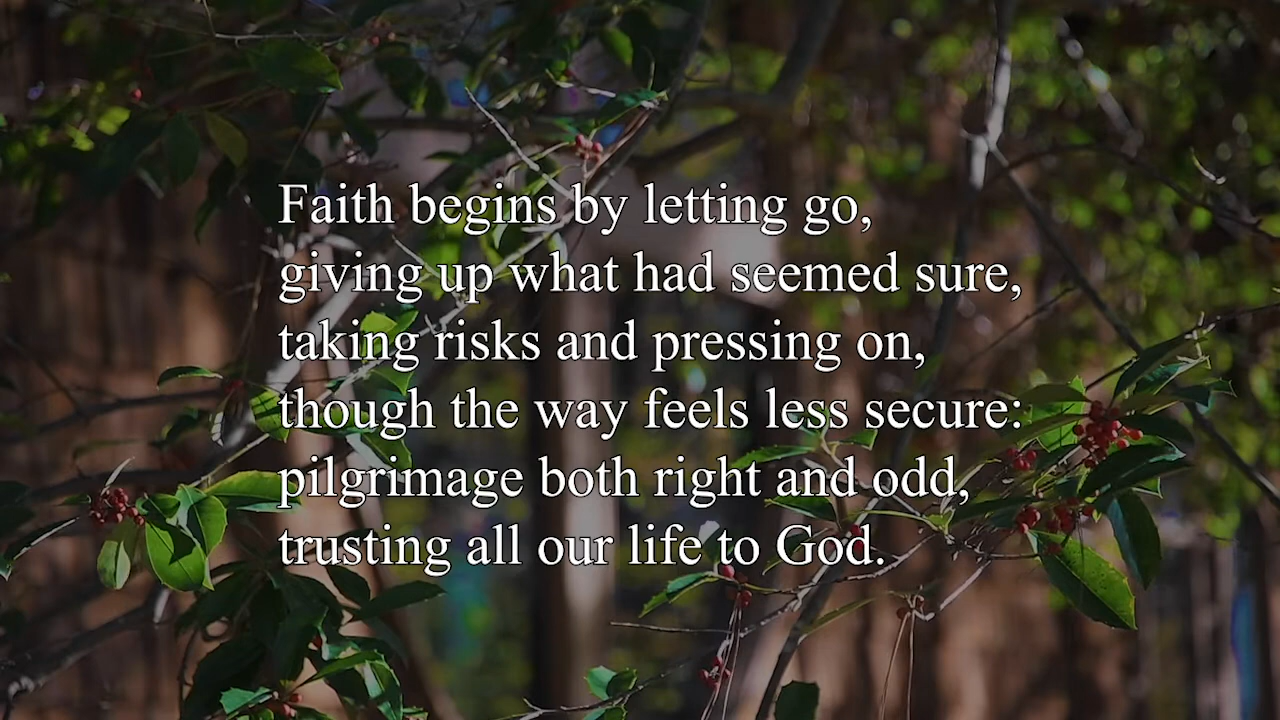 Faith begins by letting go,
giving up what had seemed sure,
taking risks and pressing on,
though the way feels less secure:
pilgrimage both right and odd,
trusting all our life to God.